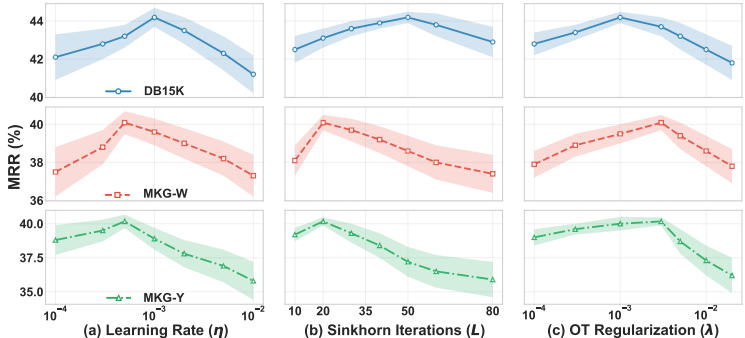 44
42
40
DB15K
MRR (%)
40
38
36
MKG-W
40.0
37.5
35.0
MKG-Y
10⁻⁴ 10⁻³ 10⁻² 10 20 35 50 80 10⁻⁴ 10⁻³ 10⁻²
(a) Learning Rate (η) (b) Sinkhorn Iterations (L) (c) OT Regularization (λ)